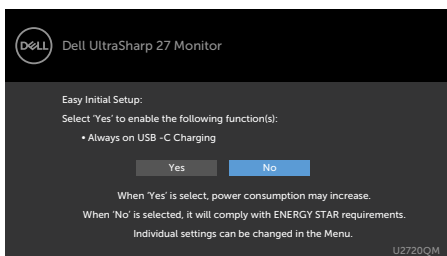 DELL Dell UltraSharp 27 Monitor
Easy Initial Setup:
Select 'Yes' to enable the following function(s):
• Always on USB -C Charging
Yes No
When 'Yes' is select, power consumption may increase.
When 'No' is selected, it will comply with ENERGY STAR requirements.
Individual settings can be changed in the Menu.
U2720QM